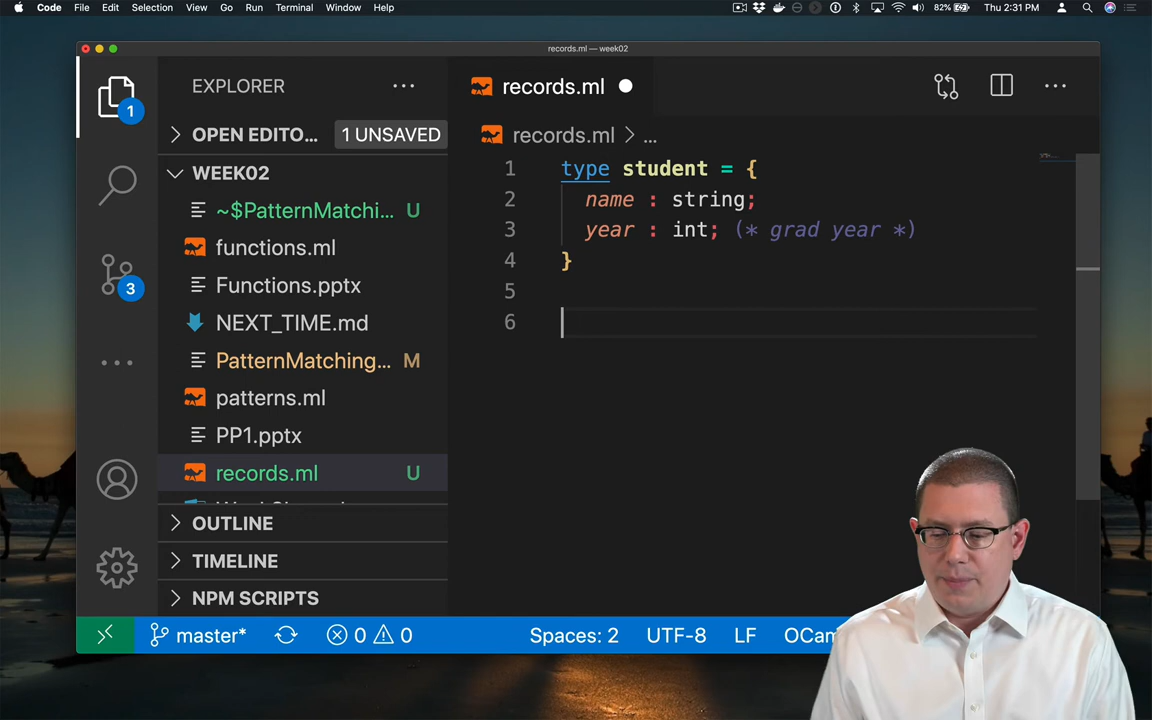 Code File Edit Selection View Go Run Terminal Window Help 82% Thu 2:31 PM
records.ml — week02
EXPLORER
records.ml
1
OPEN EDITO... 1 UNSAVED
records.ml > ...
WEEK02
~$PatternMatchi... U
functions.ml
Functions.pptx
NEXT_TIME.md
PatternMatching... M
patterns.ml
PP1.pptx
records.ml U
3
OUTLINE
TIMELINE
NPM SCRIPTS
1 type student = {
2 name : string;
3 year : int; (* grad year *)
4 }
5
6
master* 0 0 Spaces: 2 UTF-8 LF OCam